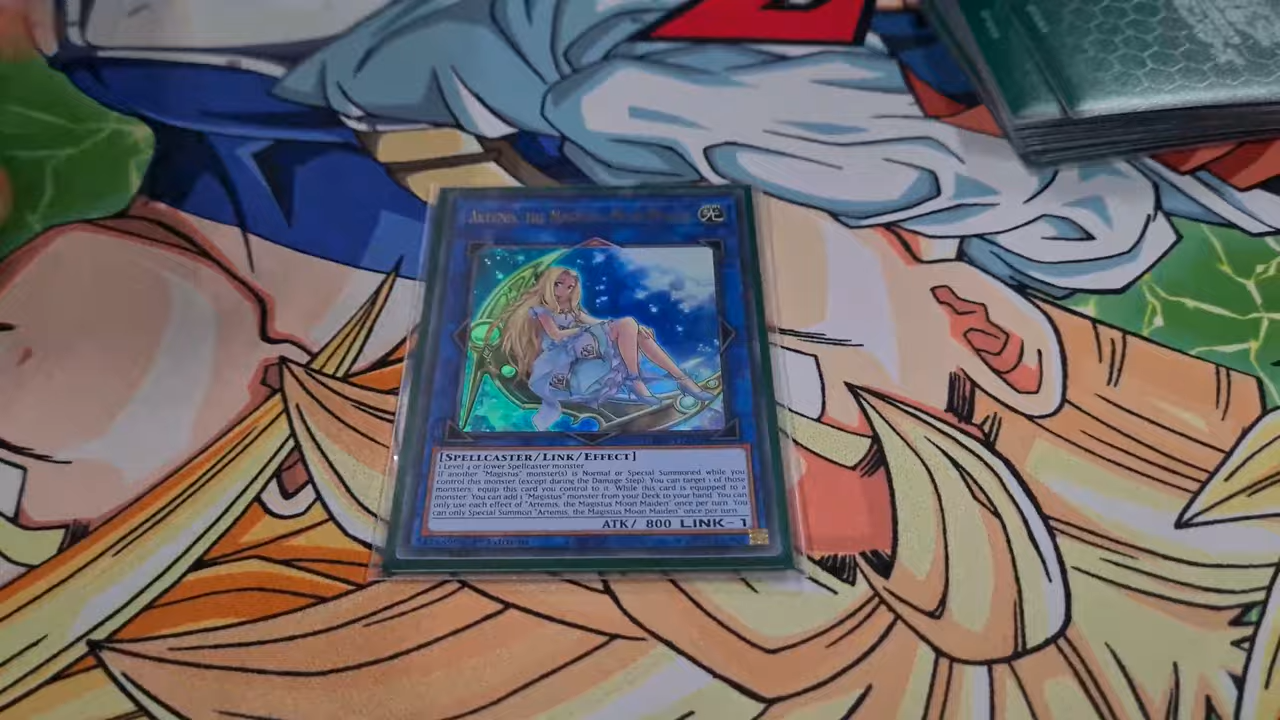 Artemis, the Magistus Moon Maiden
光
[Spellcaster/Link/Effect]
1 Level 4 or lower Spellcaster monster
If another "Magistus" monster(s) is Normal or Special Summoned while you
control this monster (except during the Damage Step): You can target 1 of those
monsters; equip this card you control to it. While this card is equipped to a
monster: You can add 1 "Magistus" monster from your Deck to your hand. You can
only use each effect of "Artemis, the Magistus Moon Maiden" once per turn. You
can only Special Summon "Artemis, the Magistus Moon Maiden" once per turn.
ATK/ 800 LINK-1